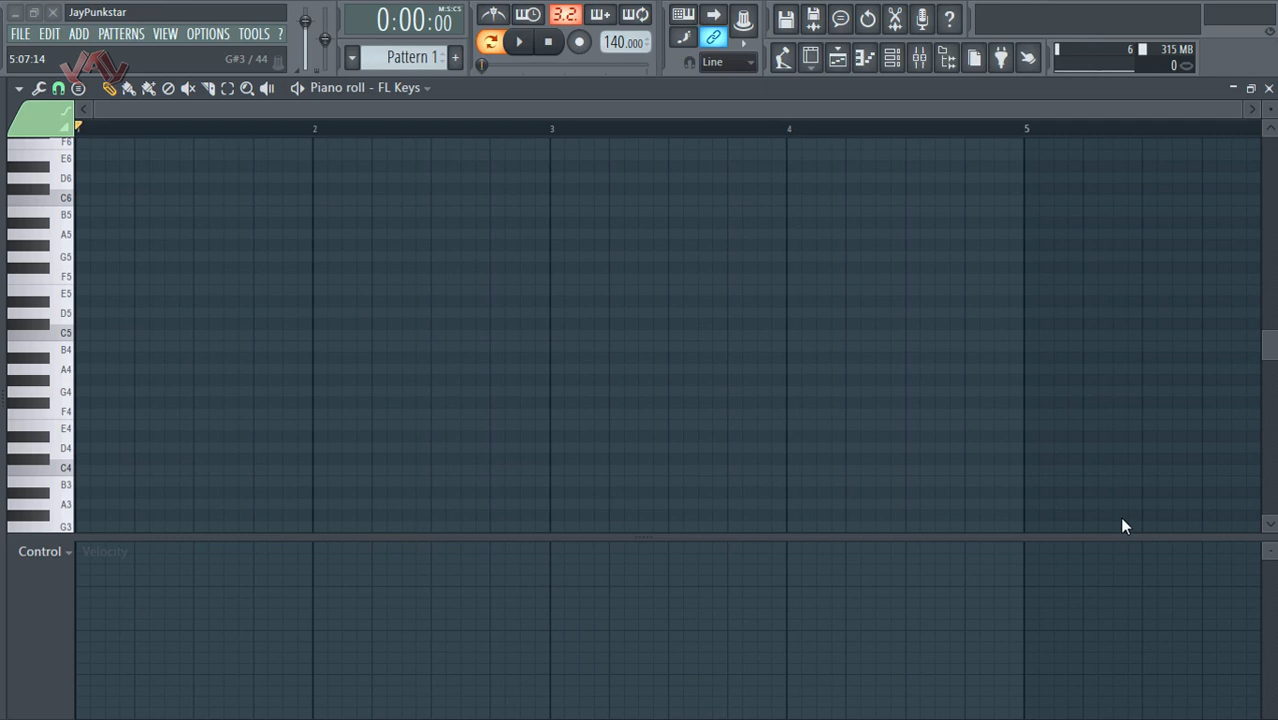 JayPunkstar
FILE EDIT ADD PATTERNS VIEW OPTIONS TOOLS ?
5:07:14 G#3 / 44
0:00:00 M:S:CS
Pattern 1 +
3.2.
140.000
Line
?
6 315 MB
0
JAY
Piano roll - FL Keys
2 3 4 5
F6
E6
D6
C6
B5
A5
G5
F5
E5
D5
C5
B4
A4
G4
F4
E4
D4
C4
B3
A3
G3
Control Velocity